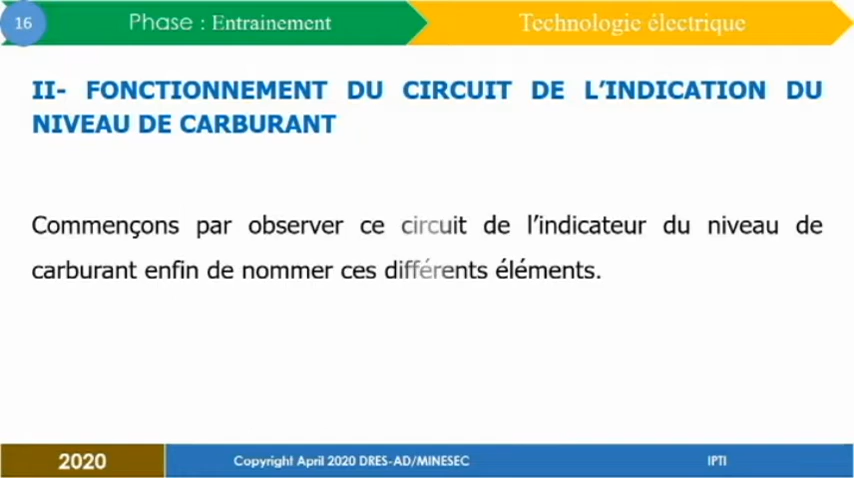 16
Phase : Entrainement
Technologie électrique
II- FONCTIONNEMENT DU CIRCUIT DE L’INDICATION DU
NIVEAU DE CARBURANT
Commençons par observer ce circuit de l’indicateur du niveau de
carburant enfin de nommer ces différents éléments.
2020
Copyright April 2020 DRES-AD/MINESEC
IPTI